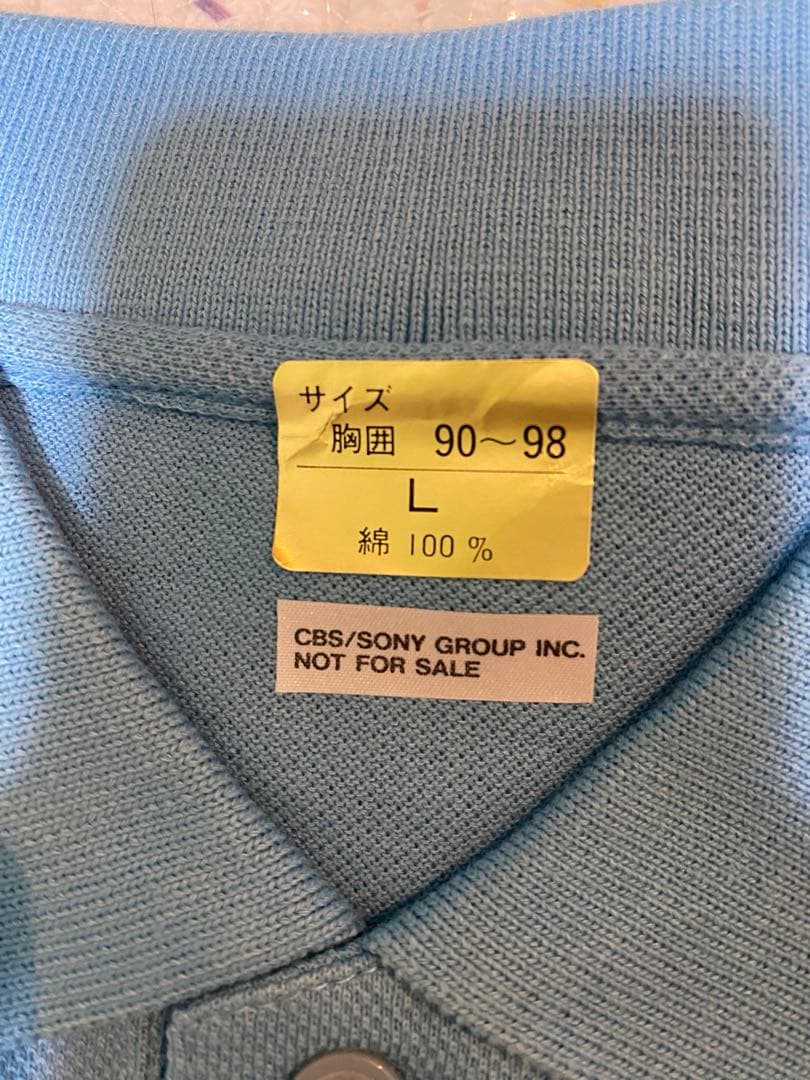 サイズ
胸囲 90～98
L
綿 100%
CBS/SONY GROUP INC.
NOT FOR SALE